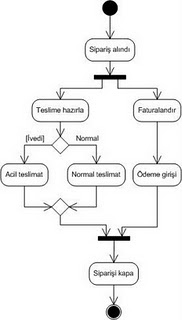 Sipariş alındı
Teslime hazırla
Faturalandır
[İvedi]
Normal
Acil teslimat
Normal teslimat
Ödeme girişi
Siparişi kapa